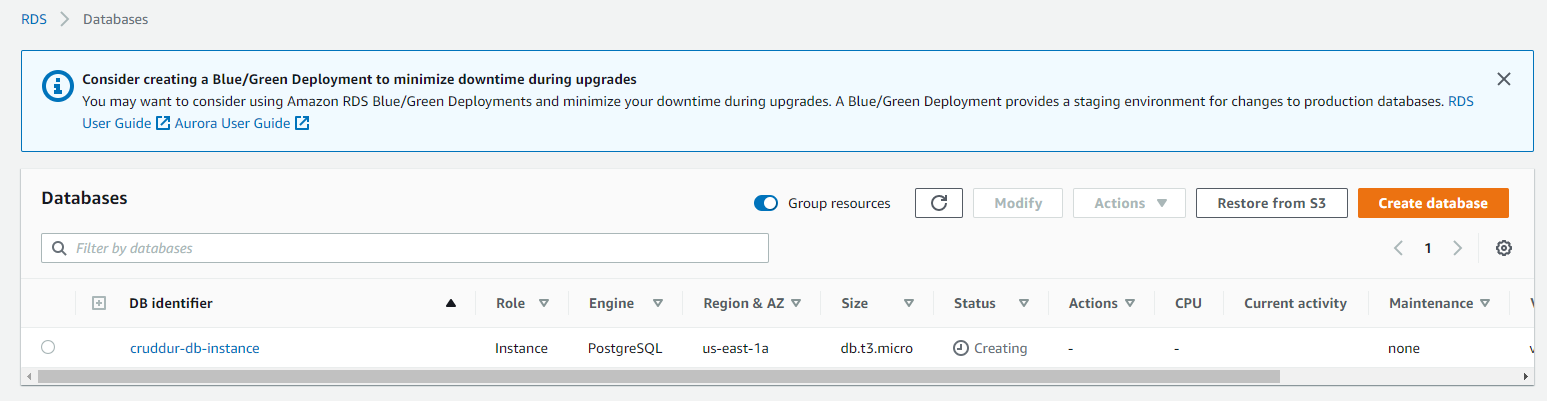 RDS > Databases
Consider creating a Blue/Green Deployment to minimize downtime during upgrades
You may want to consider using Amazon RDS Blue/Green Deployments and minimize your downtime during upgrades. A Blue/Green Deployment provides a staging environment for changes to production databases. RDS
User Guide Aurora User Guide
Databases Group resources Modify Actions Restore from S3 Create database
Filter by databases 1
DB identifier Role Engine Region & AZ Size Status Actions CPU Current activity Maintenance
cruddur-db-instance Instance PostgreSQL us-east-1a db.t3.micro Creating - - none